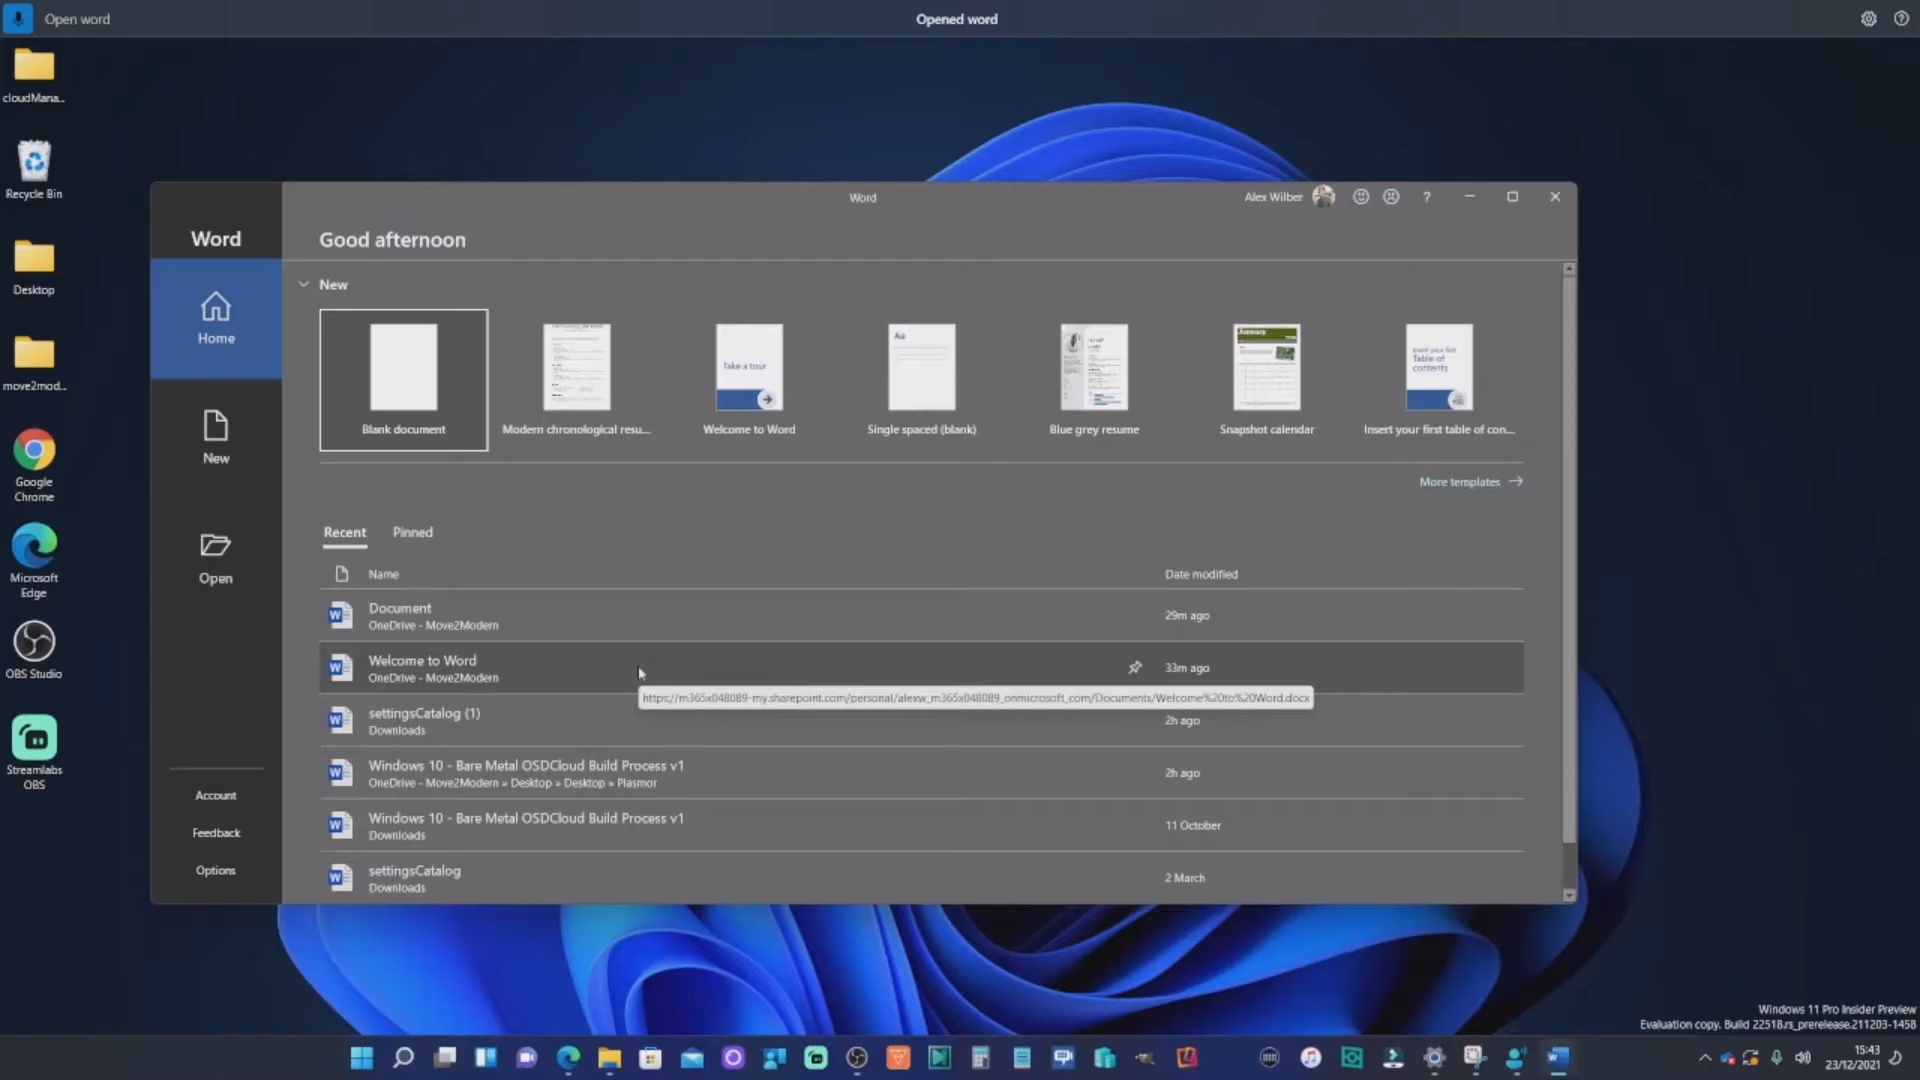 Open word
Opened word
cloudMana...
Recycle Bin
Desktop
move2mod...
Google
Chrome
Microsoft
Edge
OBS Studio
Streamlabs
OBS
Word
Alex Wilber
?
Word
Home
New
Open
Account
Feedback
Options
Good afternoon
New
Blank document
Modern chronological resu...
Take a tour
Welcome to Word
Aa
Single spaced (blank)
Blue grey resume
Snapshot calendar
Insert your first
Table of
contents
Insert your first table of con...
More templates
Recent
Pinned
Name
Date modified
Document
OneDrive - Move2Modern
29m ago
Welcome to Word
OneDrive - Move2Modern
33m ago
https://m365x048089-my.sharepoint.com/personal/alexw_m365x048089_onmicrosoft_com/Documents/Welcome%20to%20Word.docx
settingsCatalog (1)
Downloads
2h ago
Windows 10 - Bare Metal OSDCloud Build Process v1
OneDrive - Move2Modern » Desktop » Desktop » Plasmor
2h ago
Windows 10 - Bare Metal OSDCloud Build Process v1
Downloads
11 October
settingsCatalog
Downloads
2 March
Windows 11 Pro Insider Preview
Evaluation copy. Build 22518.rs_prerelease.211203-1458
15:43
23/12/2021